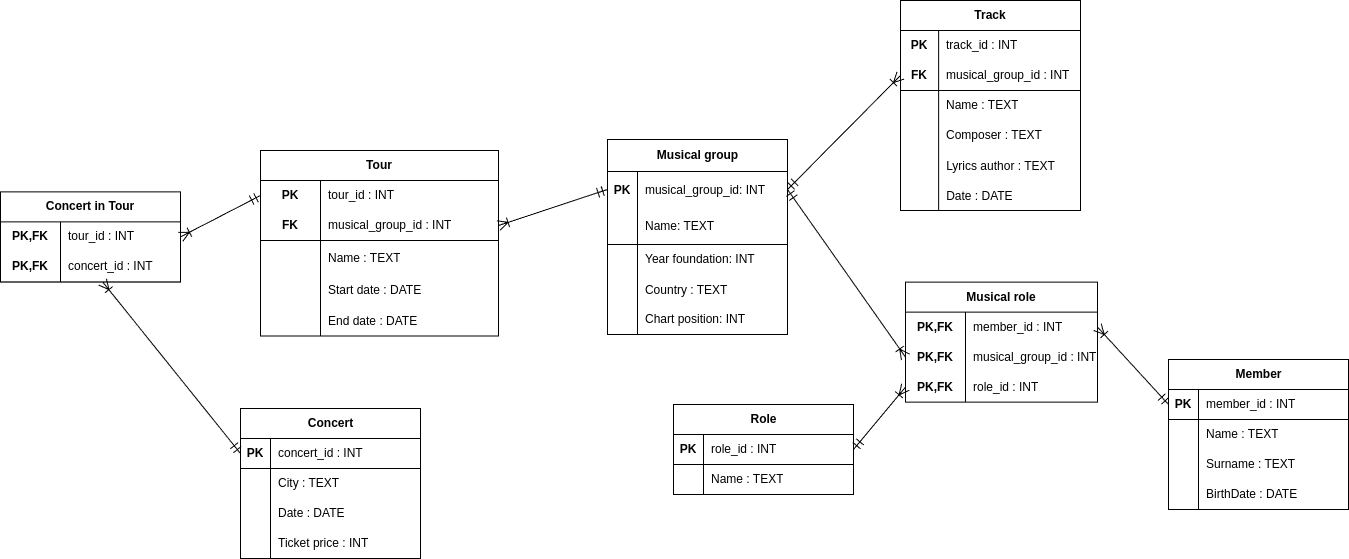 Track
PK track_id : INT
FK musical_group_id : INT
Name : TEXT
Composer : TEXT
Lyrics author : TEXT
Date : DATE
Musical group
PK musical_group_id: INT
Name: TEXT
Year foundation: INT
Country : TEXT
Chart position: INT
Tour
PK tour_id : INT
FK musical_group_id : INT
Name : TEXT
Start date : DATE
End date : DATE
Concert in Tour
PK,FK tour_id : INT
PK,FK concert_id : INT
Musical role
PK,FK member_id : INT
PK,FK musical_group_id : INT
PK,FK role_id : INT
Member
PK member_id : INT
Name : TEXT
Surname : TEXT
BirthDate : DATE
Role
PK role_id : INT
Name : TEXT
Concert
PK concert_id : INT
City : TEXT
Date : DATE
Ticket price : INT